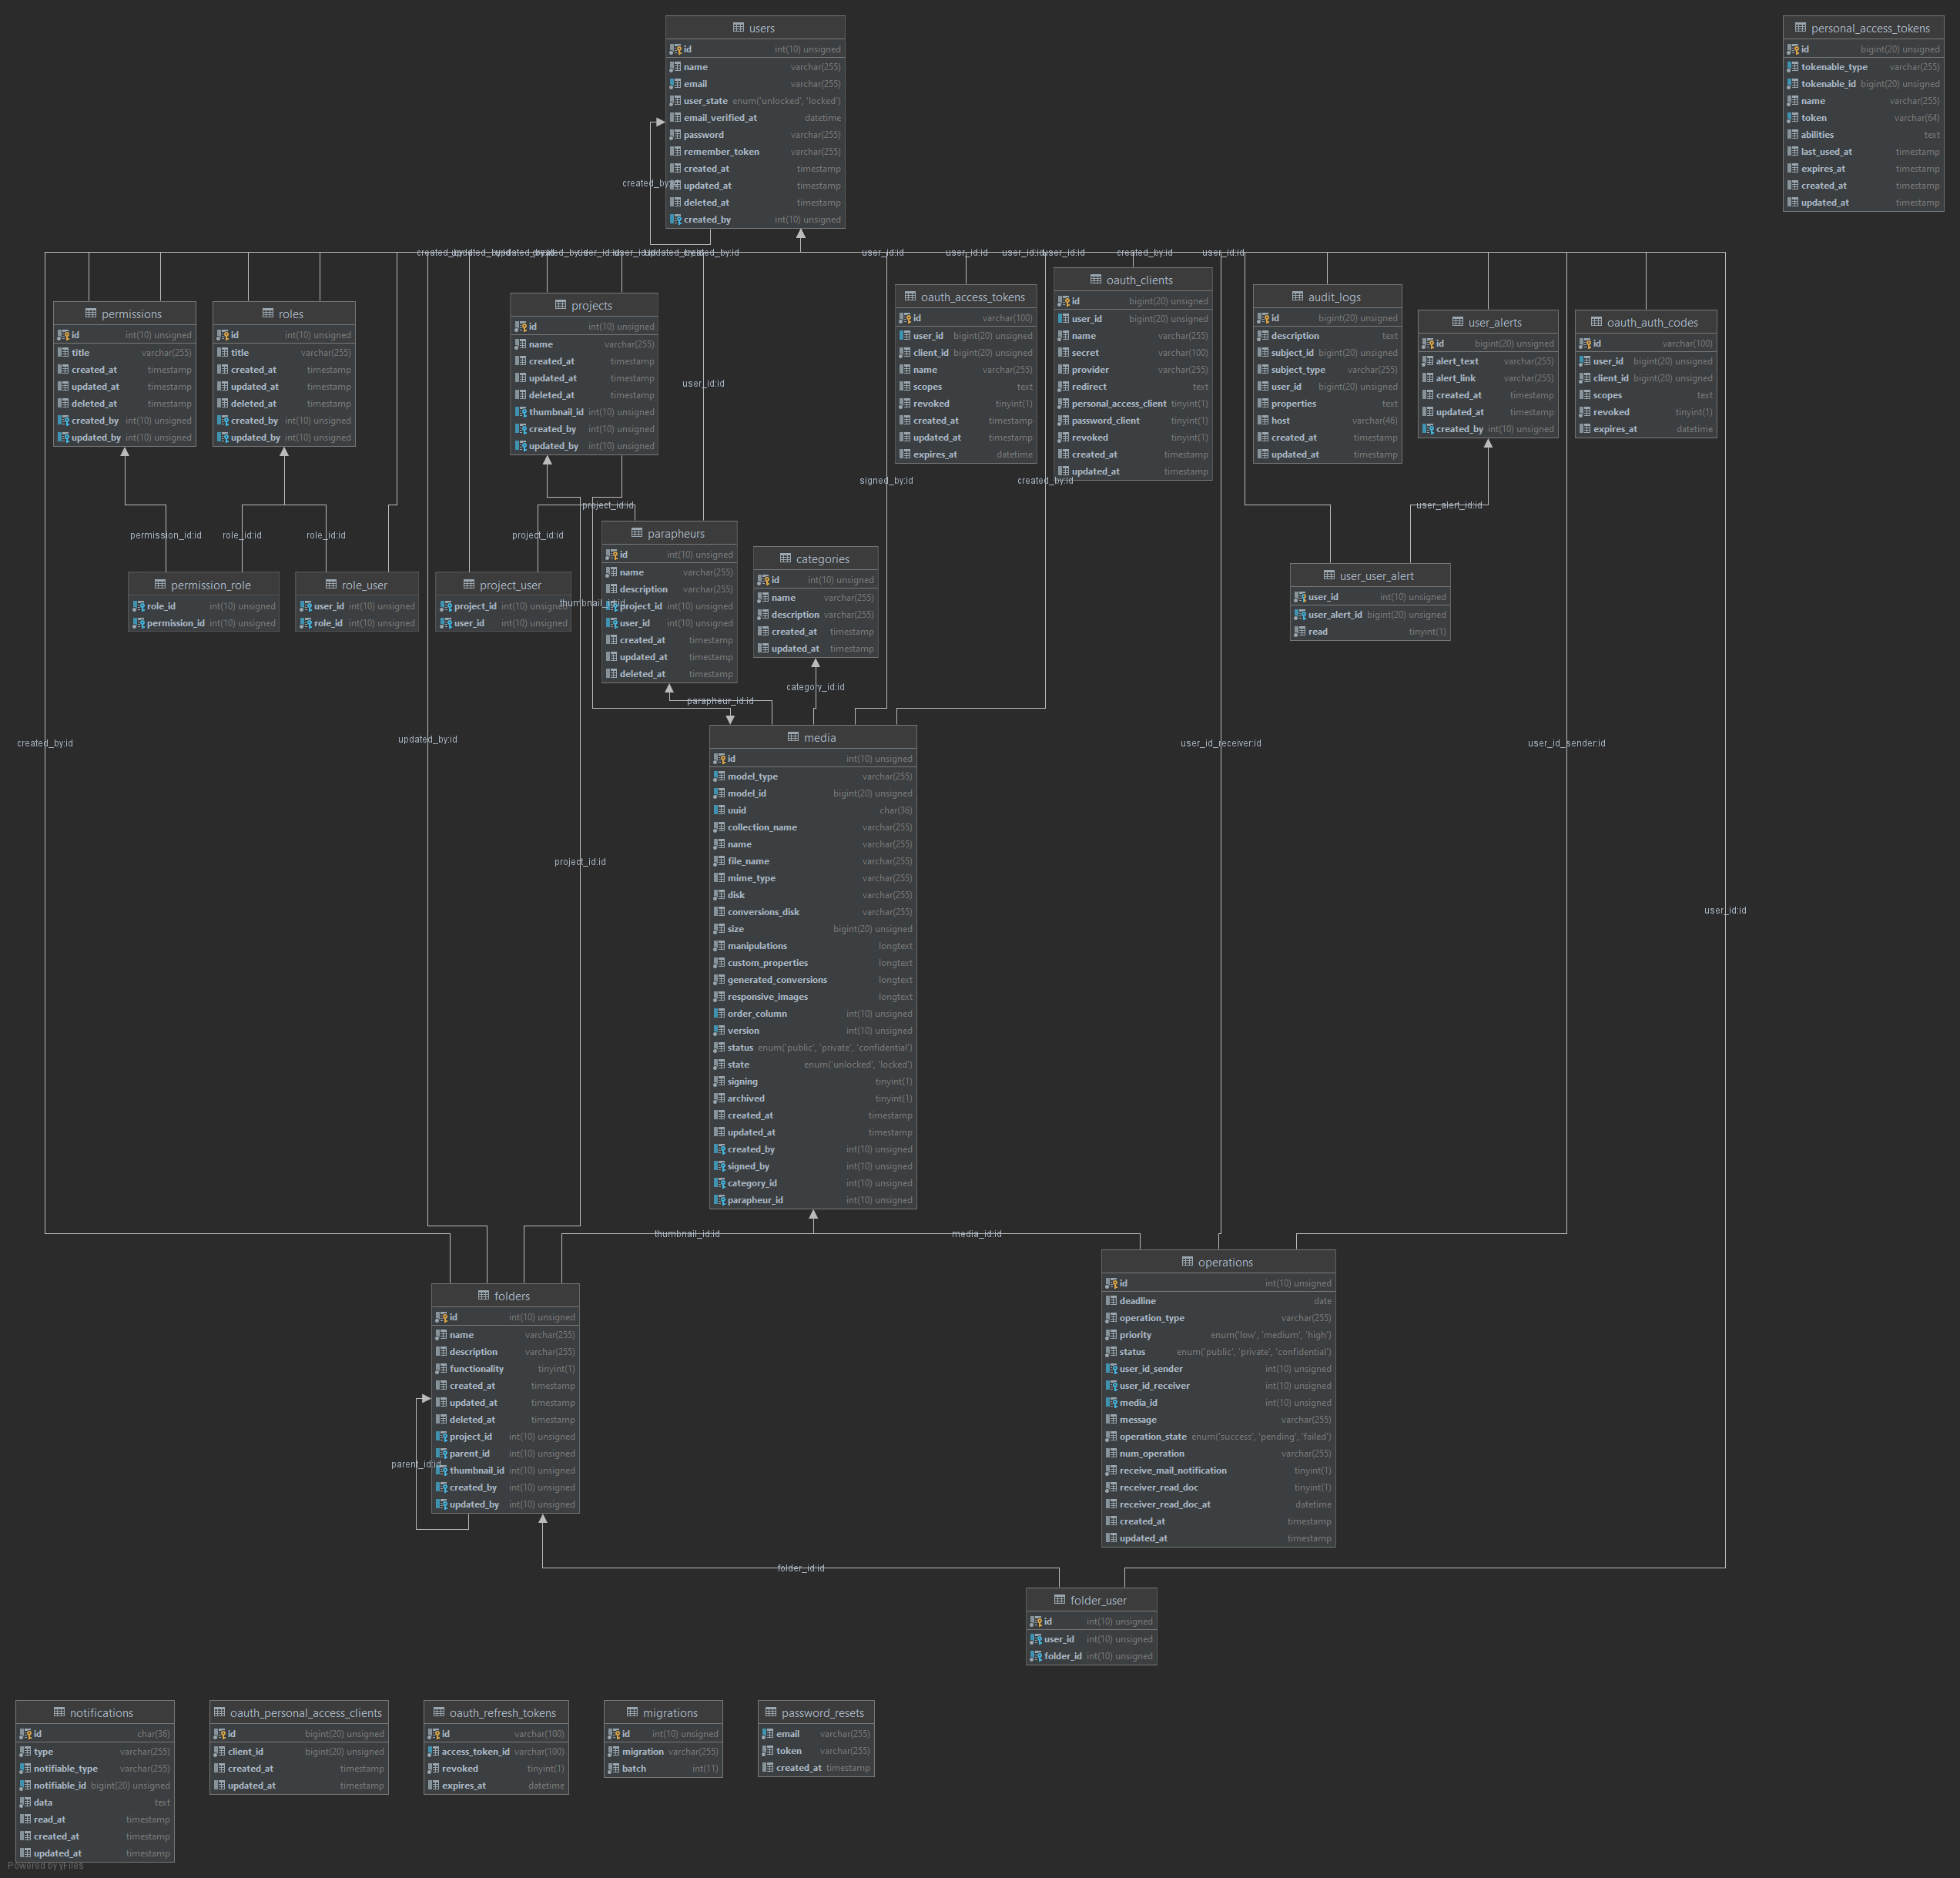 users
id int(10) unsigned
name varchar(255)
email varchar(255)
user_state enum('unlocked', 'locked')
email_verified_at datetime
password varchar(255)
remember_token varchar(255)
created_at timestamp
updated_at timestamp
deleted_at timestamp
created_by int(10) unsigned
personal_access_tokens
id bigint(20) unsigned
tokenable_type varchar(255)
tokenable_id bigint(20) unsigned
name varchar(255)
token varchar(64)
abilities text
last_used_at timestamp
expires_at timestamp
created_at timestamp
updated_at timestamp
user_id:id
user_id:id
created_by:id
user_id:id
permissions
id int(10) unsigned
title varchar(255)
created_at timestamp
updated_at timestamp
deleted_at timestamp
created_by int(10) unsigned
updated_by int(10) unsigned
roles
id int(10) unsigned
title varchar(255)
created_at timestamp
updated_at timestamp
deleted_at timestamp
created_by int(10) unsigned
updated_by int(10) unsigned
projects
id int(10) unsigned
name varchar(255)
created_at timestamp
updated_at timestamp
deleted_at timestamp
thumbnail_id int(10) unsigned
created_by int(10) unsigned
updated_by int(10) unsigned
user_id:id
oauth_access_tokens
id varchar(100)
user_id bigint(20) unsigned
client_id bigint(20) unsigned
name varchar(255)
scopes text
revoked tinyint(1)
created_at timestamp
updated_at timestamp
expires_at datetime
oauth_clients
id bigint(20) unsigned
user_id bigint(20) unsigned
name varchar(255)
secret varchar(100)
provider varchar(255)
redirect text
personal_access_client tinyint(1)
password_client tinyint(1)
revoked tinyint(1)
created_at timestamp
updated_at timestamp
audit_logs
id bigint(20) unsigned
description text
subject_id bigint(20) unsigned
subject_type varchar(255)
user_id bigint(20) unsigned
properties text
host varchar(46)
created_at timestamp
updated_at timestamp
user_alerts
id bigint(20) unsigned
alert_text varchar(255)
alert_link varchar(255)
created_at timestamp
updated_at timestamp
created_by int(10) unsigned
oauth_auth_codes
id varchar(100)
user_id bigint(20) unsigned
client_id bigint(20) unsigned
scopes text
revoked tinyint(1)
expires_at datetime
signed_by:id
created_by:id
user_alert_id:id
project_id:id
permission_id:id
role_id:id
role_id:id
project_id:id
permission_role
role_id int(10) unsigned
permission_id int(10) unsigned
role_user
user_id int(10) unsigned
role_id int(10) unsigned
project_user
project_id int(10) unsigned
user_id int(10) unsigned
parapheurs
id int(10) unsigned
name varchar(255)
description varchar(255)
project_id int(10) unsigned
user_id int(10) unsigned
created_at timestamp
updated_at timestamp
deleted_at timestamp
categories
id int(10) unsigned
name varchar(255)
description varchar(255)
created_at timestamp
updated_at timestamp
user_user_alert
user_id int(10) unsigned
user_alert_id bigint(20) unsigned
read tinyint(1)
category_id:id
parapheur_id:id
created_by:id
updated_by:id
user_id_receiver:id
user_id_sender:id
project_id:id
user_id:id
media
id int(10) unsigned
model_type varchar(255)
model_id bigint(20) unsigned
uuid char(36)
collection_name varchar(255)
name varchar(255)
file_name varchar(255)
mime_type varchar(255)
disk varchar(255)
conversions_disk varchar(255)
size bigint(20) unsigned
manipulations longtext
custom_properties longtext
generated_conversions longtext
responsive_images longtext
order_column int(10) unsigned
version int(10) unsigned
status enum('public', 'private', 'confidential')
state enum('unlocked', 'locked')
signing tinyint(1)
archived tinyint(1)
created_at timestamp
updated_at timestamp
created_by int(10) unsigned
signed_by int(10) unsigned
category_id int(10) unsigned
parapheur_id int(10) unsigned
thumbnail_id:id
media_id:id
folders
id int(10) unsigned
name varchar(255)
description varchar(255)
functionality tinyint(1)
created_at timestamp
updated_at timestamp
deleted_at timestamp
project_id int(10) unsigned
parent_id int(10) unsigned
thumbnail_id int(10) unsigned
created_by int(10) unsigned
updated_by int(10) unsigned
operations
id int(10) unsigned
deadline date
operation_type varchar(255)
priority enum('low', 'medium', 'high')
status enum('public', 'private', 'confidential')
user_id_sender int(10) unsigned
user_id_receiver int(10) unsigned
media_id int(10) unsigned
message varchar(255)
operation_state enum('success', 'pending', 'failed')
num_operation varchar(255)
receive_mail_notification tinyint(1)
receiver_read_doc tinyint(1)
receiver_read_doc_at datetime
created_at timestamp
updated_at timestamp
folder_id:id
folder_user
id int(10) unsigned
user_id int(10) unsigned
folder_id int(10) unsigned
notifications
id char(36)
type varchar(255)
notifiable_type varchar(255)
notifiable_id bigint(20) unsigned
data text
read_at timestamp
created_at timestamp
updated_at timestamp
oauth_personal_access_clients
id bigint(20) unsigned
client_id bigint(20) unsigned
created_at timestamp
updated_at timestamp
oauth_refresh_tokens
id varchar(100)
access_token_id varchar(100)
revoked tinyint(1)
expires_at datetime
migrations
id int(10) unsigned
migration varchar(255)
batch int(11)
password_resets
email varchar(255)
token varchar(255)
created_at timestamp
Powered by yFiles